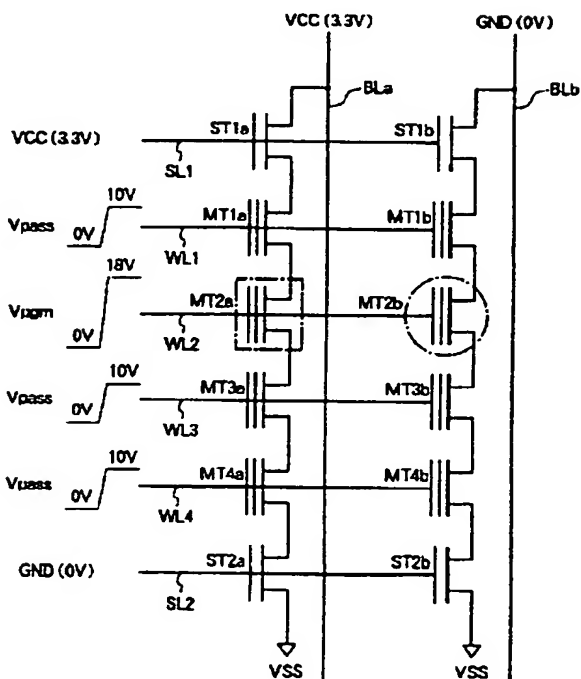 VCC (3.3V) GND (0V)
BLa BLb
ST1a ST1b
VCC (3.3V)
SL1
10V
MT1a MT1b
Vpass
0V
WL1
18V
MT2a MT2b
Vpgm
0V
WL2
10V
MT3a MT3b
Vpass
0V
WL3
10V
MT4a MT4b
Vpass
0V
WL4
ST2a ST2b
GND (0V)
SL2
VSS VSS